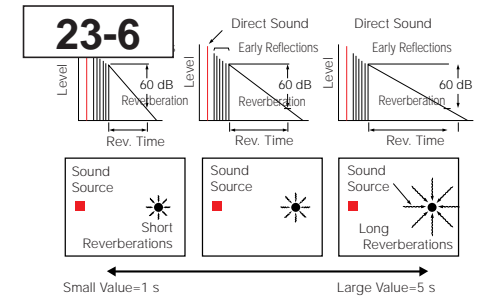 23-6
Direct Sound
Direct Sound
Early Reflections
Early Reflections
Level
60 dB
Reverberation
Rev. Time
Level
60 dB
Reverberation
Rev. Time
Level
60 dB
Reverberation
Rev. Time
Sound
Source
Short
Reverberations
Sound
Source
Sound
Source
Long
Reverberations
Small Value=1 s
Large Value=5 s